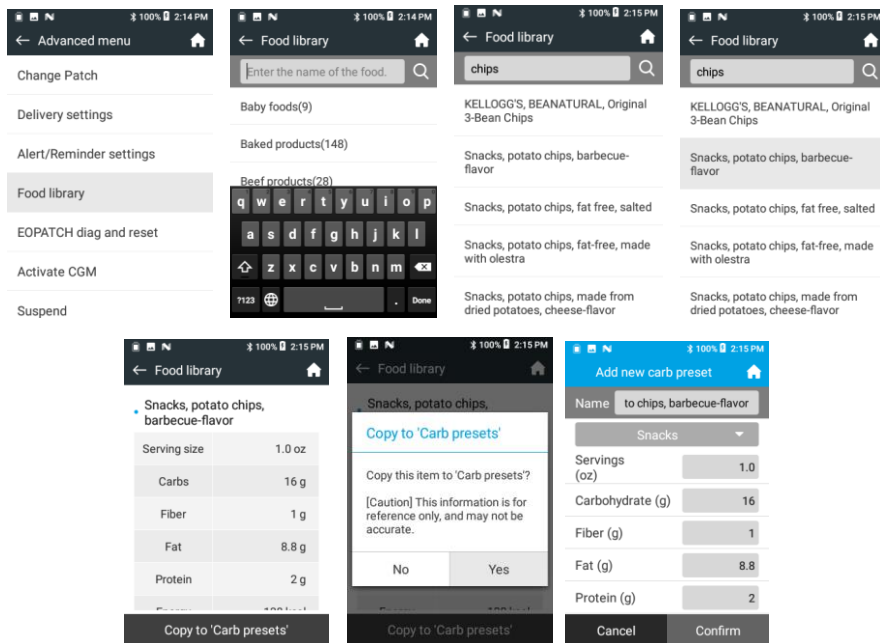 100% 2:14 PM
← Advanced menu
Change Patch
Delivery settings
Alert/Reminder settings
Food library
EOPATCH diag and reset
Activate CGM
Suspend
100% 2:14 PM
← Food library
Enter the name of the food.
Baby foods(9)
Baked products(148)
Beef products(28)
q w e r t y u i o p
a s d f g h j k l
z x c v b n m
?123 . Done
100% 2:15 PM
← Food library
chips
KELLOGG'S, BEANATURAL, Original
3-Bean Chips
Snacks, potato chips, barbecue-
flavor
Snacks, potato chips, fat free, salted
Snacks, potato chips, fat-free, made
with olestra
Snacks, potato chips, made from
dried potatoes, cheese-flavor
100% 2:15 PM
← Food library
chips
KELLOGG'S, BEANATURAL, Original
3-Bean Chips
Snacks, potato chips, barbecue-
flavor
Snacks, potato chips, fat free, salted
Snacks, potato chips, fat-free, made
with olestra
Snacks, potato chips, made from
dried potatoes, cheese-flavor
100% 2:15 PM
← Food library
Snacks, potato chips,
barbecue-flavor
Serving size 1.0 oz
Carbs 16 g
Fiber 1 g
Fat 8.8 g
Protein 2 g
Copy to 'Carb presets'
100% 2:15 PM
← Food library
Snacks, potato chips,
Copy to 'Carb presets'
Copy this item to 'Carb presets'?
[Caution] This information is for
reference only, and may not be
accurate.
No Yes
Copy to 'Carb presets'
100% 2:15 PM
Add new carb preset
Name to chips, barbecue-flavor
Snacks
Servings
(oz) 1.0
Carbohydrate (g) 16
Fiber (g) 1
Fat (g) 8.8
Protein (g) 2
Cancel Confirm